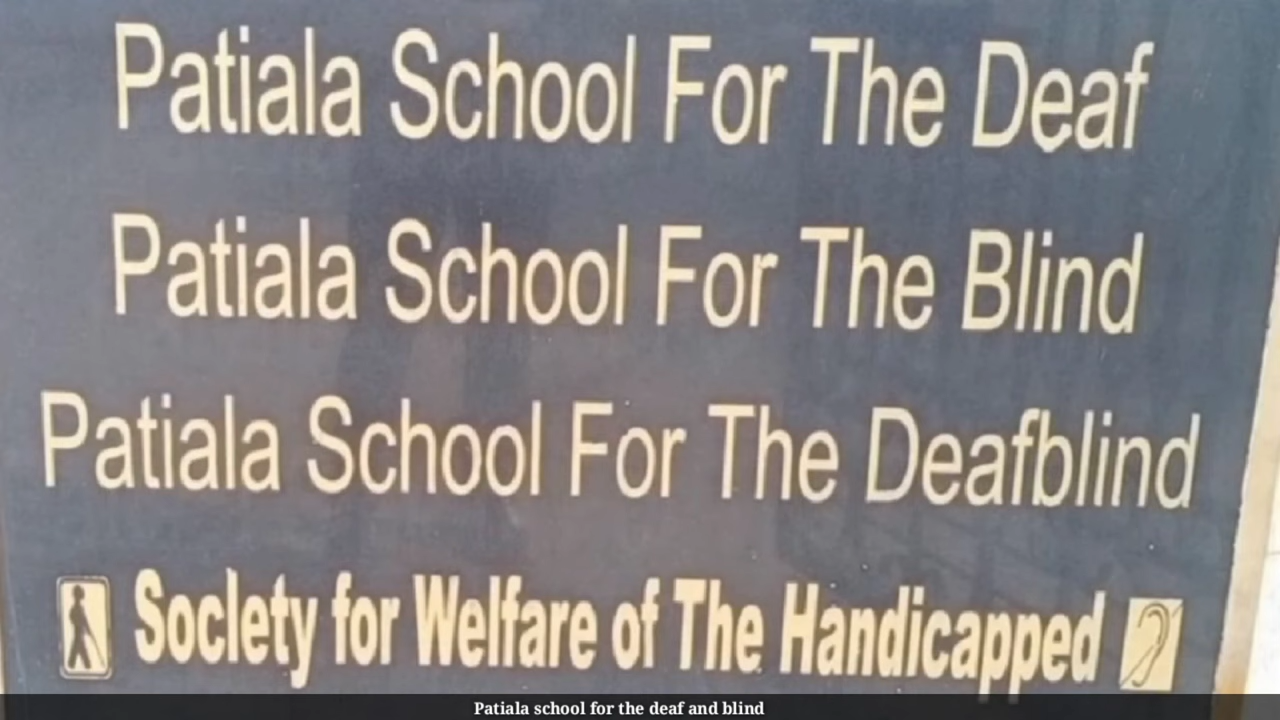 Patiala School For The Deaf
Patiala School For The Blind
Patiala School For The Deafblind
Society for Welfare of The Handicapped
Patiala school for the deaf and blind